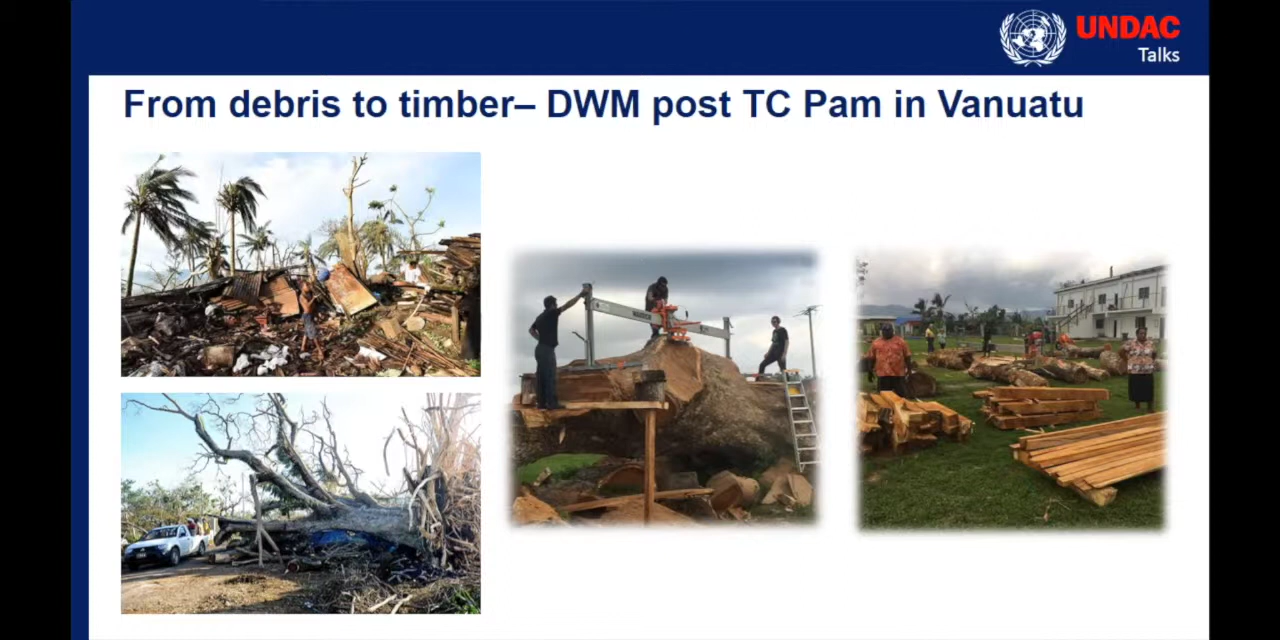 UNDAC
Talks
From debris to timber– DWM post TC Pam in Vanuatu